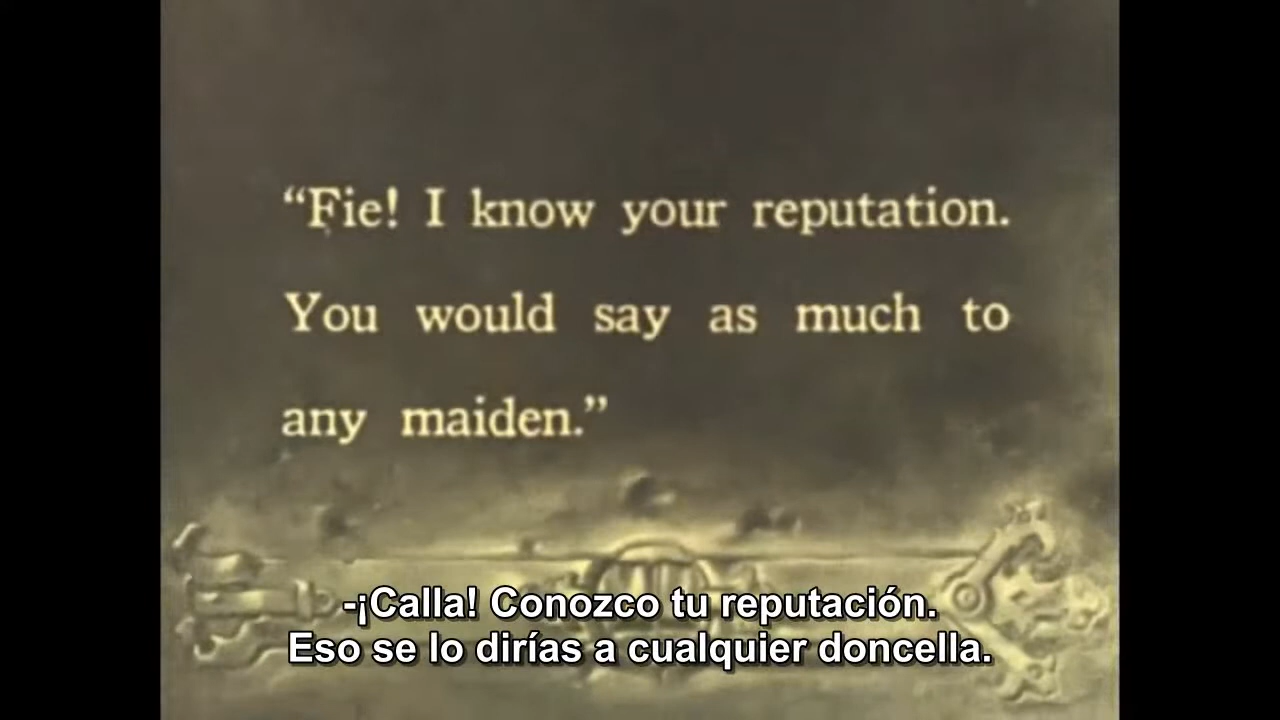 “Fie! I know your reputation.
You would say as much to
any maiden.”
-¡Calla! Conozco tu reputación.
Eso se lo dirías a cualquier doncella.